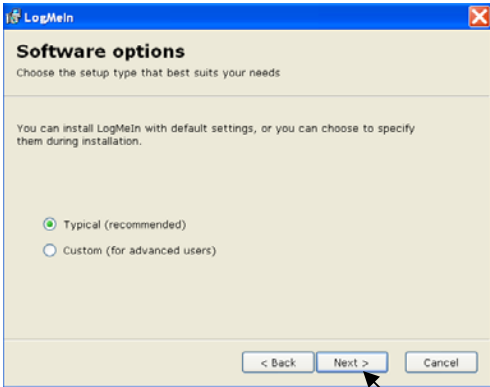 LogMeIn
Software options
Choose the setup type that best suits your needs
You can install LogMeIn with default settings, or you can choose to specify
them during installation.
Typical (recommended)
Custom (for advanced users)
< Back Next > Cancel